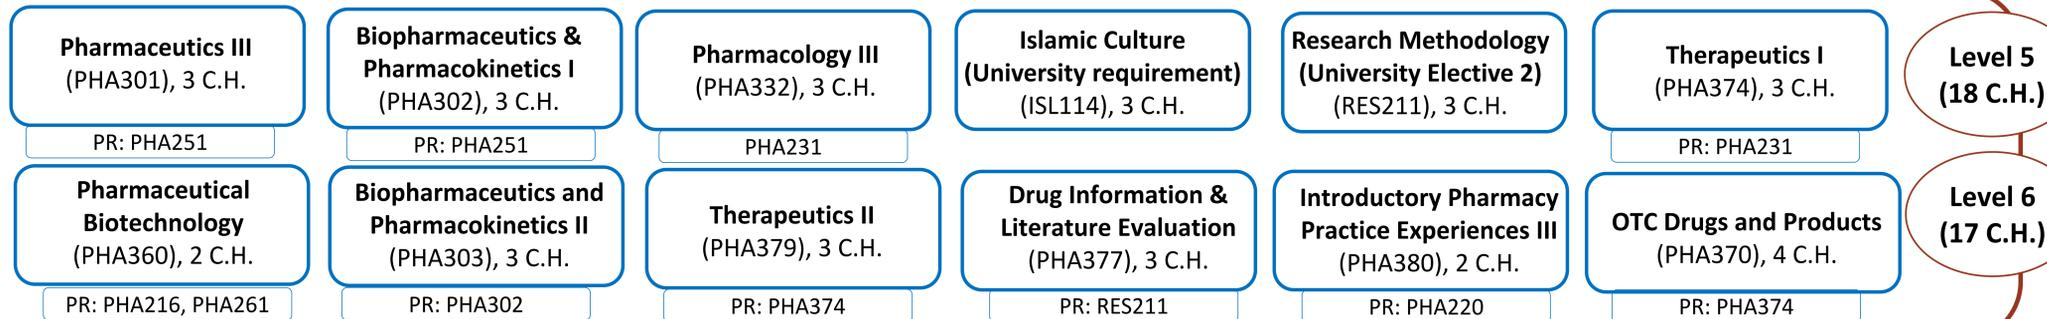 Pharmaceutics III
(PHA301), 3 C.H.
PR: PHA251
Biopharmaceutics &
Pharmacokinetics I
(PHA302), 3 C.H.
PR: PHA251
Pharmacology III
(PHA332), 3 C.H.
PHA231
Islamic Culture
(University requirement)
(ISL114), 3 C.H.
Research Methodology
(University Elective 2)
(RES211), 3 C.H.
Therapeutics I
(PHA374), 3 C.H.
PR: PHA231
Level 5
(18 C.H.)
Pharmaceutical
Biotechnology
(PHA360), 2 C.H.
PR: PHA216, PHA261
Biopharmaceutics and
Pharmacokinetics II
(PHA303), 3 C.H.
PR: PHA302
Therapeutics II
(PHA379), 3 C.H.
PR: PHA374
Drug Information &
Literature Evaluation
(PHA377), 3 C.H.
PR: RES211
Introductory Pharmacy
Practice Experiences III
(PHA380), 2 C.H.
PR: PHA220
OTC Drugs and Products
(PHA370), 4 C.H.
PR: PHA374
Level 6
(17 C.H.)